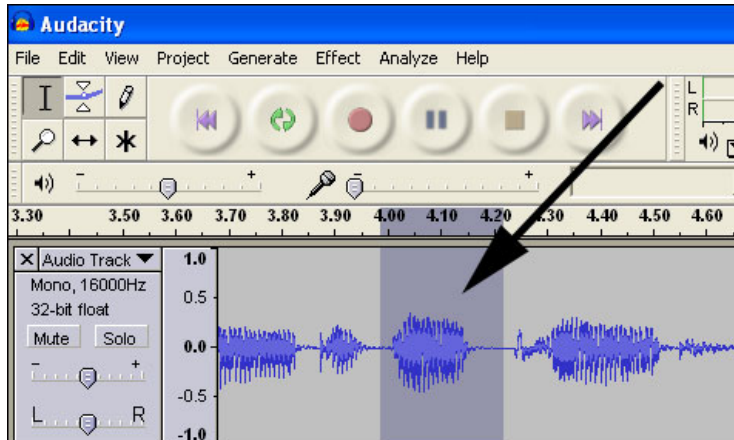 Audacity
File Edit View Project Generate Effect Analyze Help
L
R
- +
- +
3.30 3.50 3.60 3.70 3.80 3.90 4.00 4.10 4.20 4.30 4.40 4.50 4.60
X Audio Track
1.0
Mono, 16000Hz
0.5
32-bit float
Mute Solo
0.0
- +
-0.5
L R
-1.0